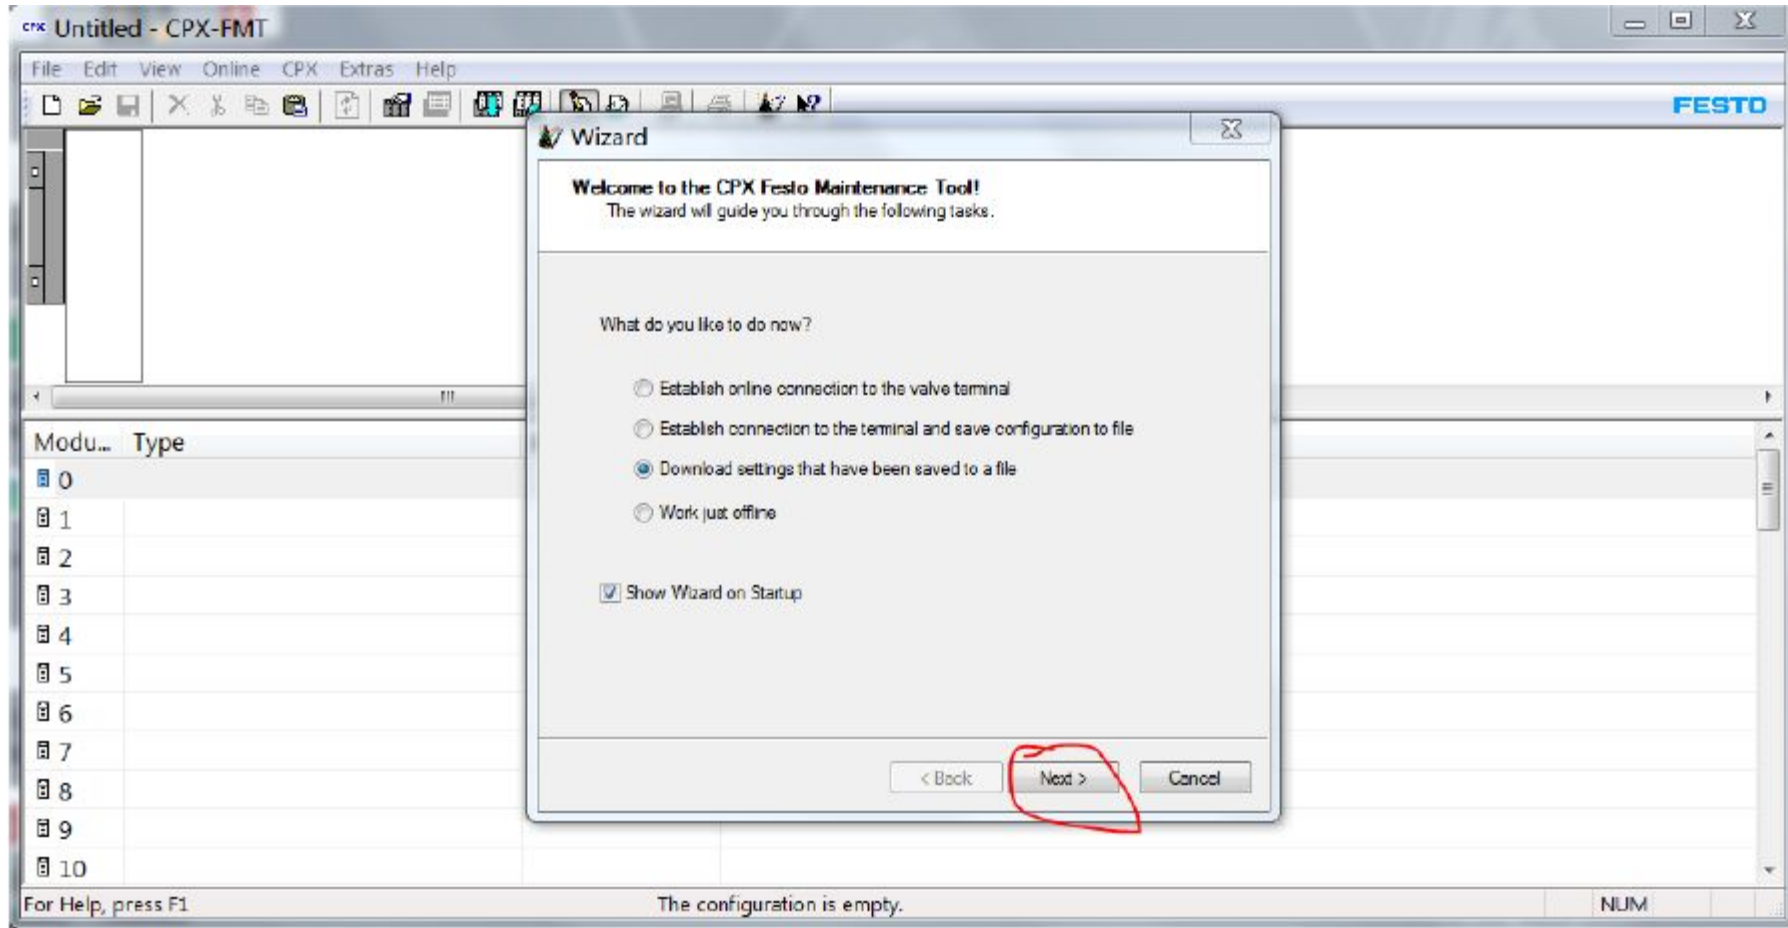 CPX Untitled - CPX-FMT
File Edit View Online CPX Extras Help
FESTO
Wizard
Welcome to the CPX Festo Maintenance Tool!
The wizard will guide you through the following tasks.
What do you like to do now?
Establish online connection to the valve terminal
Establish connection to the terminal and save configuration to file
Download settings that have been saved to a file
Work just offline
Show Wizard on Startup
< Back Next > Cancel
Modu... Type
0
1
2
3
4
5
6
7
8
9
10
For Help, press F1 The configuration is empty. NUM